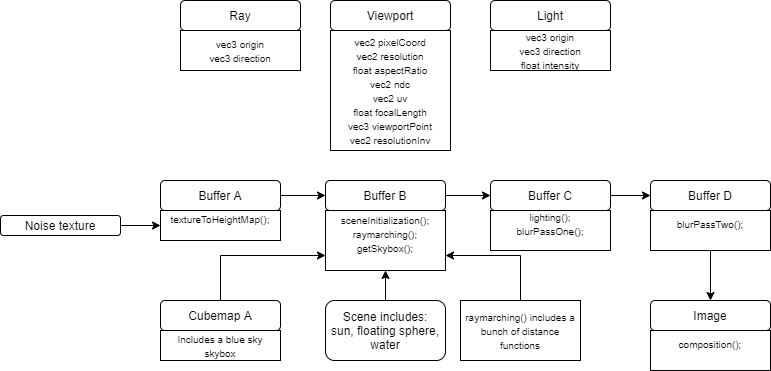 Ray
vec3 origin
vec3 direction
Viewport
vec2 pixelCoord
vec2 resolution
float aspectRatio
vec2 ndc
vec2 uv
float focalLength
vec3 viewportPoint
vec2 resolutionInv
Light
vec3 origin
vec3 direction
float intensity
Noise texture
Buffer A
textureToHeightMap();
Buffer B
sceneInitialization();
raymarching();
getSkybox();
Buffer C
lighting();
blurPassOne();
Buffer D
blurPassTwo();
Cubemap A
Includes a blue sky
skybox
Scene includes:
sun, floating sphere,
water
raymarching() includes a
bunch of distance
functions
Image
composition();